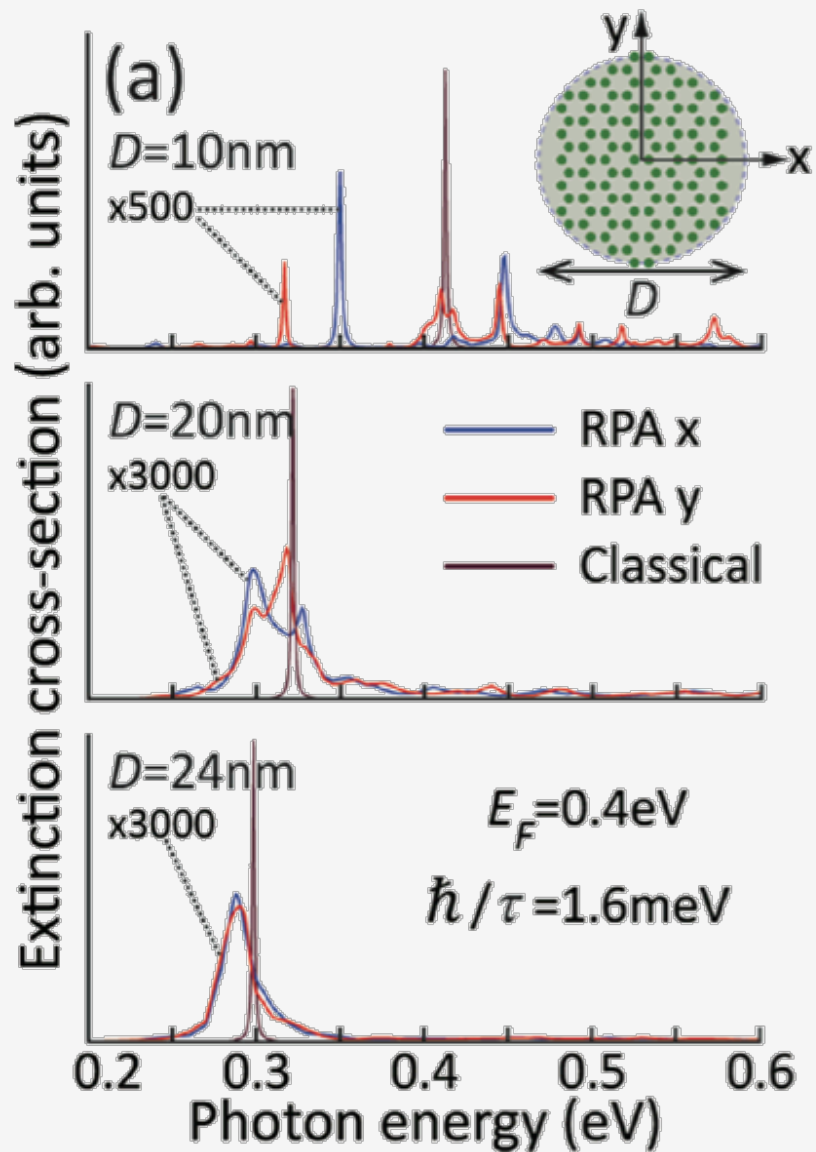 (a)
D=10nm
x500
y
x
D
D=20nm
x3000
RPA x
RPA y
Classical
D=24nm
x3000
E_F=0.4eV
ℏ/τ=1.6meV
Extinction cross-section (arb. units)
0.2 0.3 0.4 0.5 0.6
Photon energy (eV)